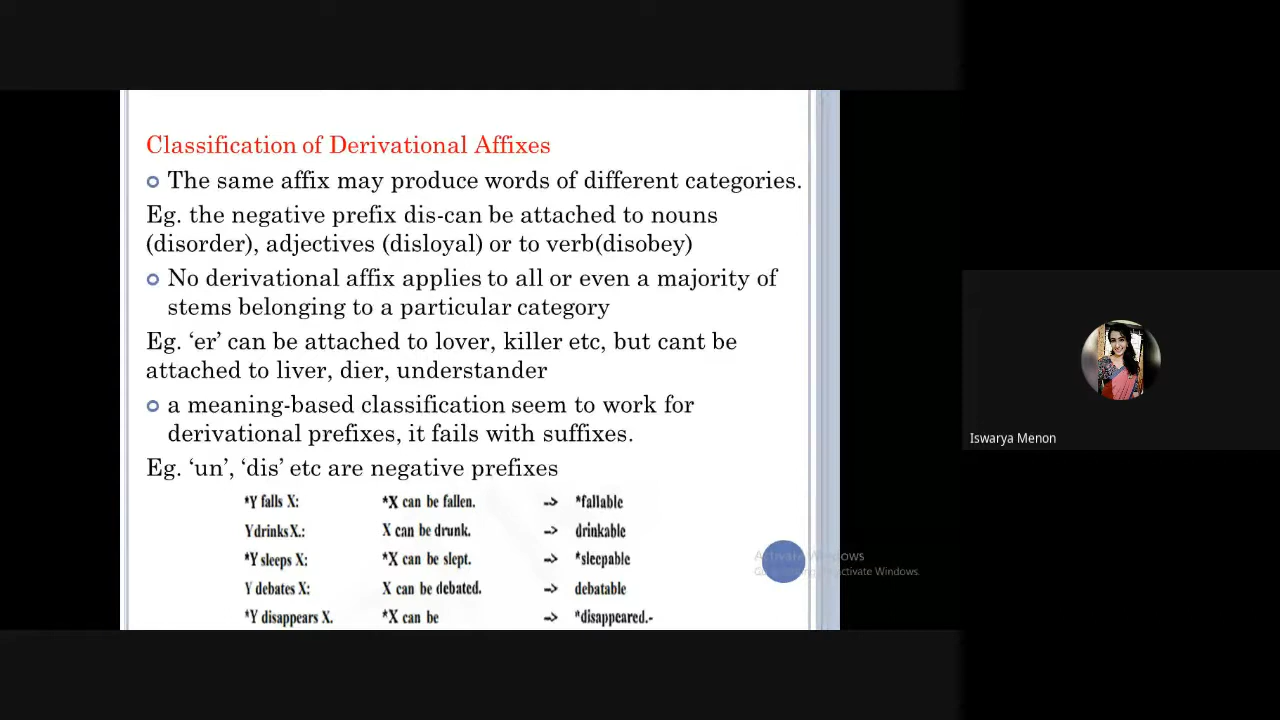 Classification of Derivational Affixes
The same affix may produce words of different categories.
Eg. the negative prefix dis-can be attached to nouns
(disorder), adjectives (disloyal) or to verb(disobey)
No derivational affix applies to all or even a majority of
stems belonging to a particular category
Eg. ‘er’ can be attached to lover, killer etc, but cant be
attached to liver, dier, understander
a meaning-based classification seem to work for
derivational prefixes, it fails with suffixes.
Eg. ‘un’, ‘dis’ etc are negative prefixes
*Y falls X: *X can be fallen. –> *fallable
Y drinks X.: X can be drunk. –> drinkable
*Y sleeps X: *X can be slept. –> *sleepable
Y debates X: X can be debated. –> debatable
*Y disappears X. *X can be –> *disappeared.-
Activate Windows
activate Windows.
Iswarya Menon